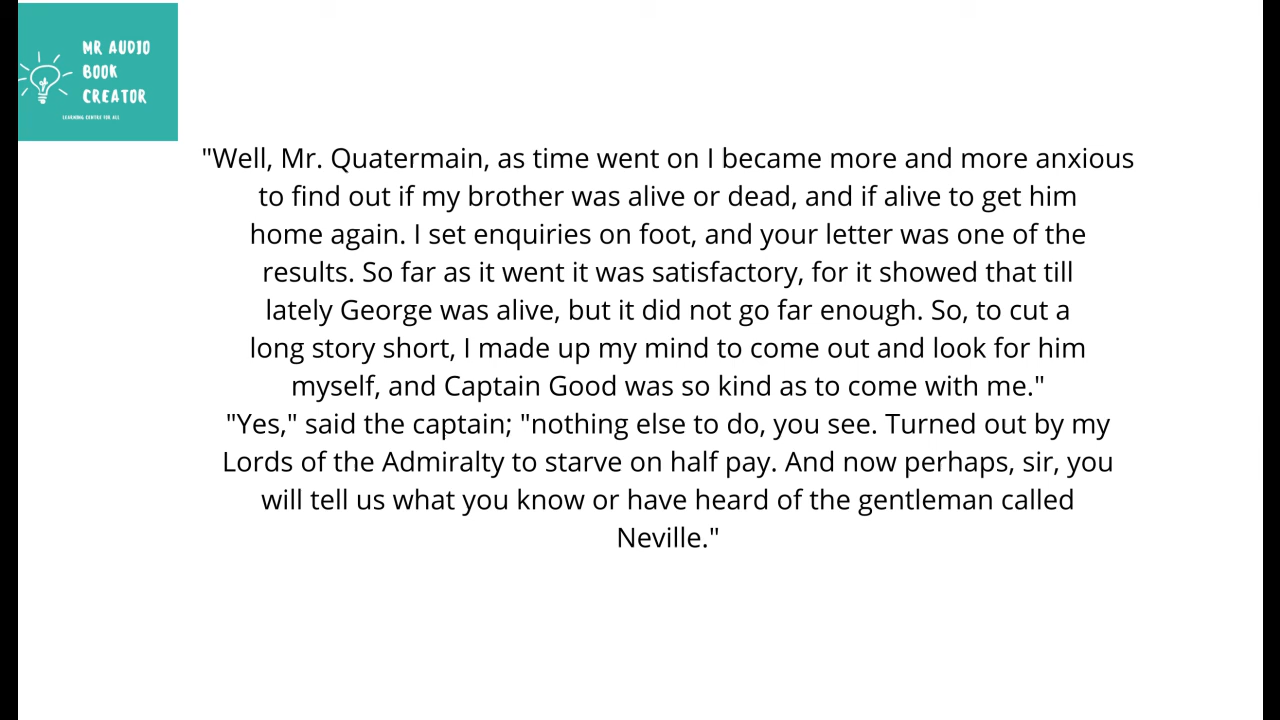 MR AUDIO
BOOK
CREATOR
LEARNING CENTRE FOR ALL
"Well, Mr. Quatermain, as time went on I became more and more anxious
to find out if my brother was alive or dead, and if alive to get him
home again. I set enquiries on foot, and your letter was one of the
results. So far as it went it was satisfactory, for it showed that till
lately George was alive, but it did not go far enough. So, to cut a
long story short, I made up my mind to come out and look for him
myself, and Captain Good was so kind as to come with me."
"Yes," said the captain; "nothing else to do, you see. Turned out by my
Lords of the Admiralty to starve on half pay. And now perhaps, sir, you
will tell us what you know or have heard of the gentleman called
Neville."